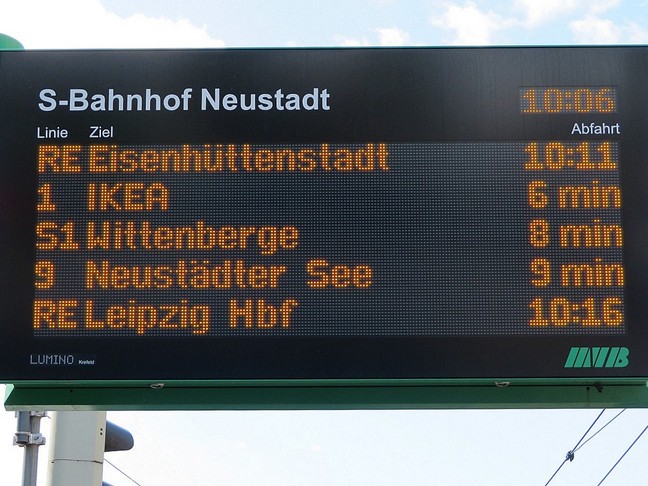 S-Bahnhof Neustadt 10:06
Linie Ziel Abfahrt
RE Eisenhüttenstadt 10:11
1 IKEA 6 min
S1 Wittenberge 8 min
9 Neustädter See 9 min
RE Leipzig Hbf 10:16
LUMINO Krefeld MVB